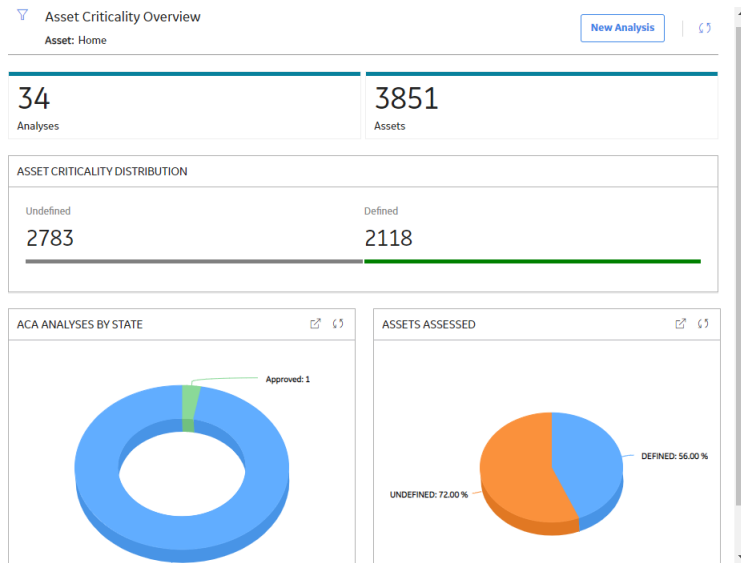 Asset Criticality Overview
Asset: Home
New Analysis
34
Analyses
3851
Assets
ASSET CRITICALITY DISTRIBUTION
Undefined
2783
Defined
2118
ACA ANALYSES BY STATE
Approved: 1
ASSETS ASSESSED
DEFINED: 56.00 %
UNDEFINED: 72.00 %